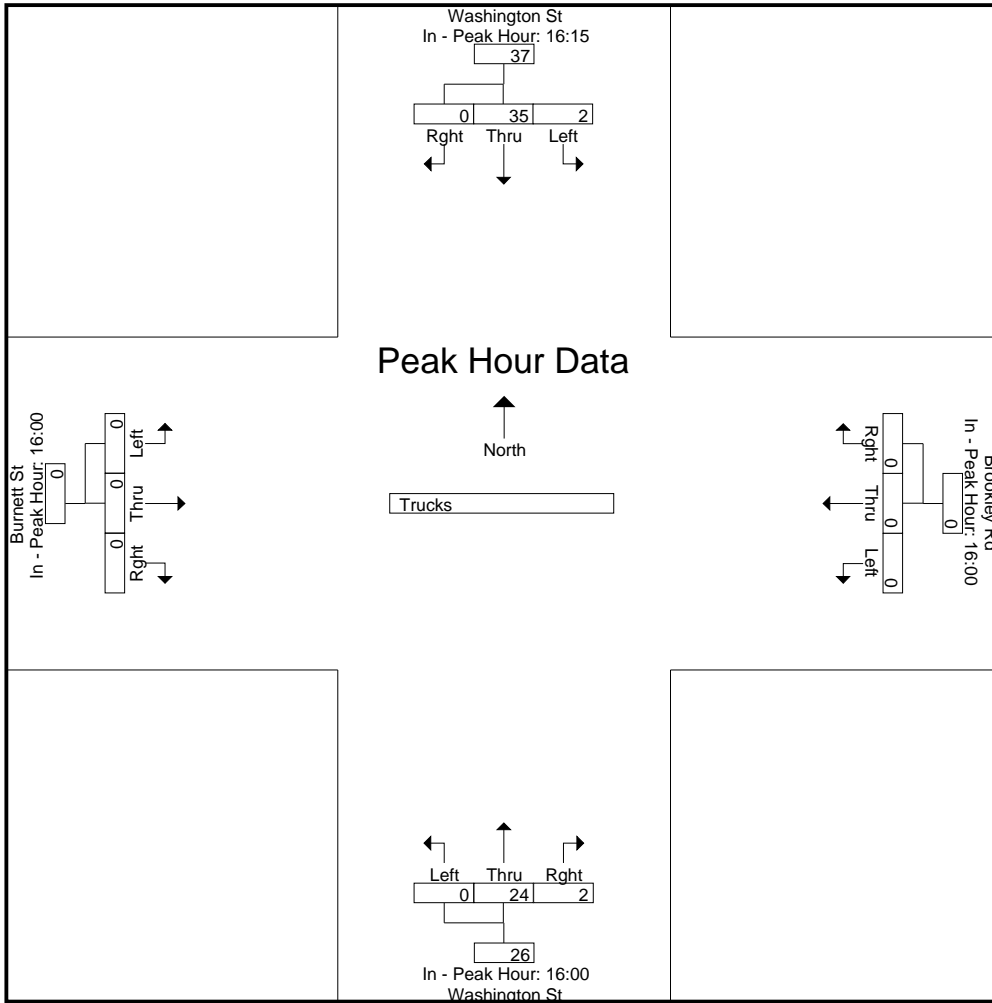 Washington St
In - Peak Hour: 16:15
37
0 35 2
Rght Thru Left
Peak Hour Data
North
Trucks
Burnett St
In - Peak Hour: 16:00
0
0 0 0
Left Thru Rght
Brookley Rd
In - Peak Hour: 16:00
0
0 0 0
Rght Thru Left
Left Thru Rght
0 24 2
26
In - Peak Hour: 16:00
Washington St